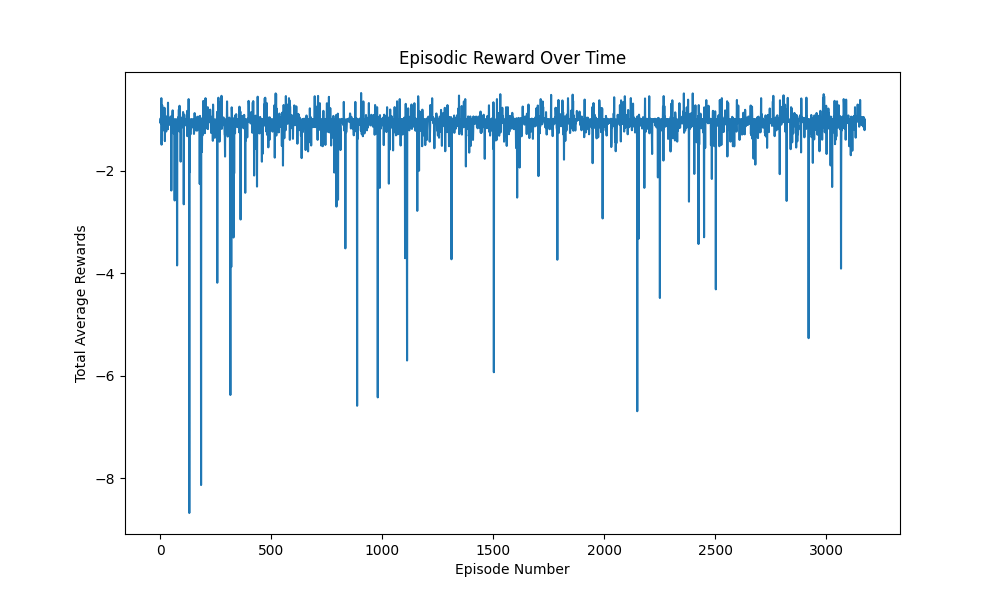 Episodic Reward Over Time
Total Average Rewards
−2
−4
−6
−8
0 500 1000 1500 2000 2500 3000
Episode Number